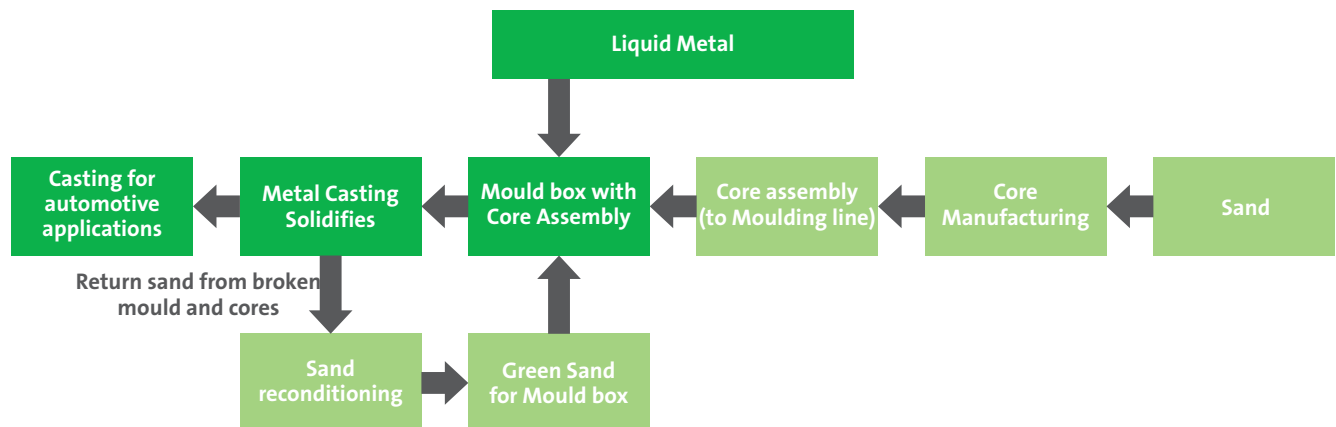 Liquid Metal
Casting for
automotive
applications
Metal Casting
Solidifies
Mould box with
Core Assembly
Core assembly
(to Moulding line)
Core
Manufacturing
Sand
Return sand from broken
mould and cores
Sand
reconditioning
Green Sand
for Mould box